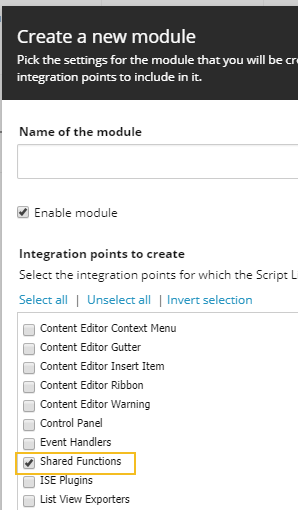 Create a new module
Pick the settings for the module that you will be
integration points to include in it.
Name of the module
Enable module
Integration points to create
Select the integration points for which the Script
Select all | Unselect all | Invert selection
Content Editor Context Menu
Content Editor Gutter
Content Editor Insert Item
Content Editor Ribbon
Content Editor Warning
Control Panel
Event Handlers
Shared Functions
ISE Plugins
List View Exporters